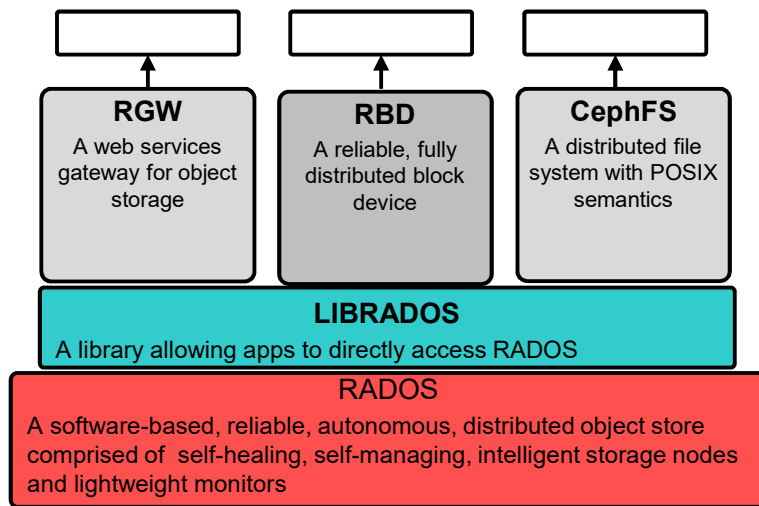 RGW
A web services
gateway for object
storage
RBD
A reliable, fully
distributed block
device
CephFS
A distributed file
system with POSIX
semantics
LIBRADOS
A library allowing apps to directly access RADOS
RADOS
A software-based, reliable, autonomous, distributed object store
comprised of  self-healing, self-managing, intelligent storage nodes
and lightweight monitors